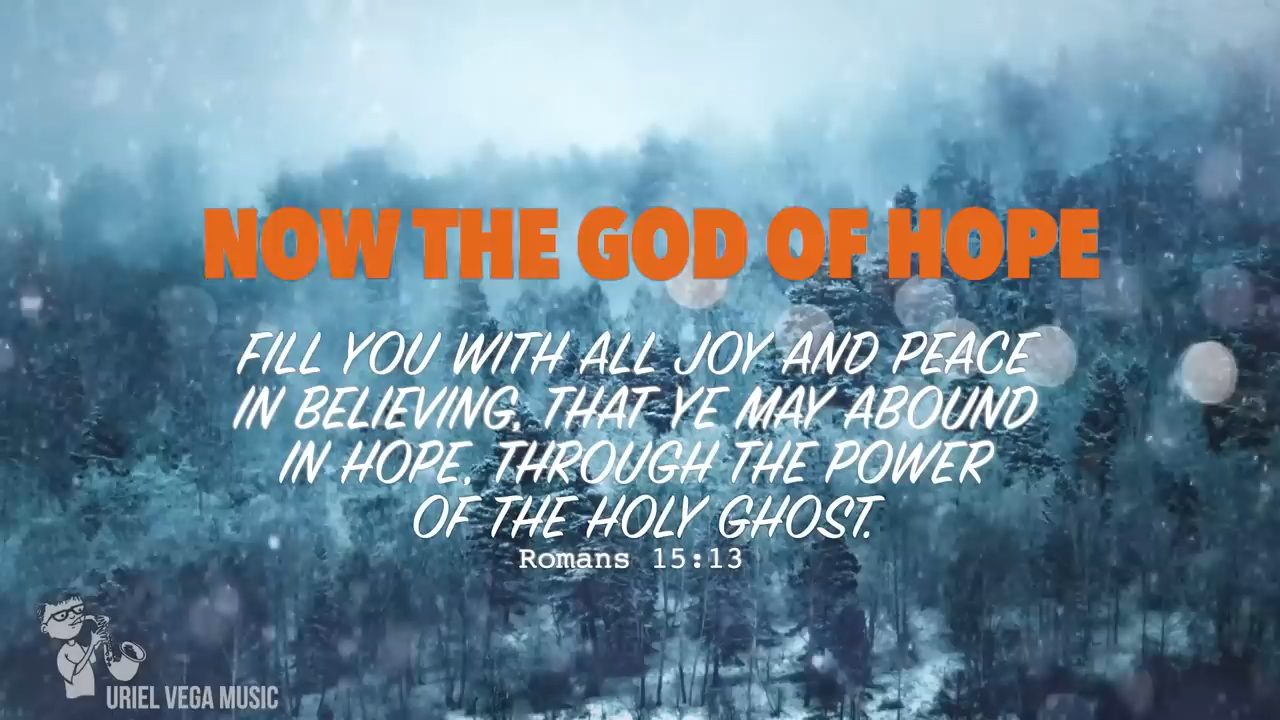 NOW THE GOD OF HOPE
FILL YOU WITH ALL JOY AND PEACE
IN BELIEVING, THAT YE MAY ABOUND
IN HOPE, THROUGH THE POWER
OF THE HOLY GHOST.
Romans 15:13
URIEL VEGA MUSIC